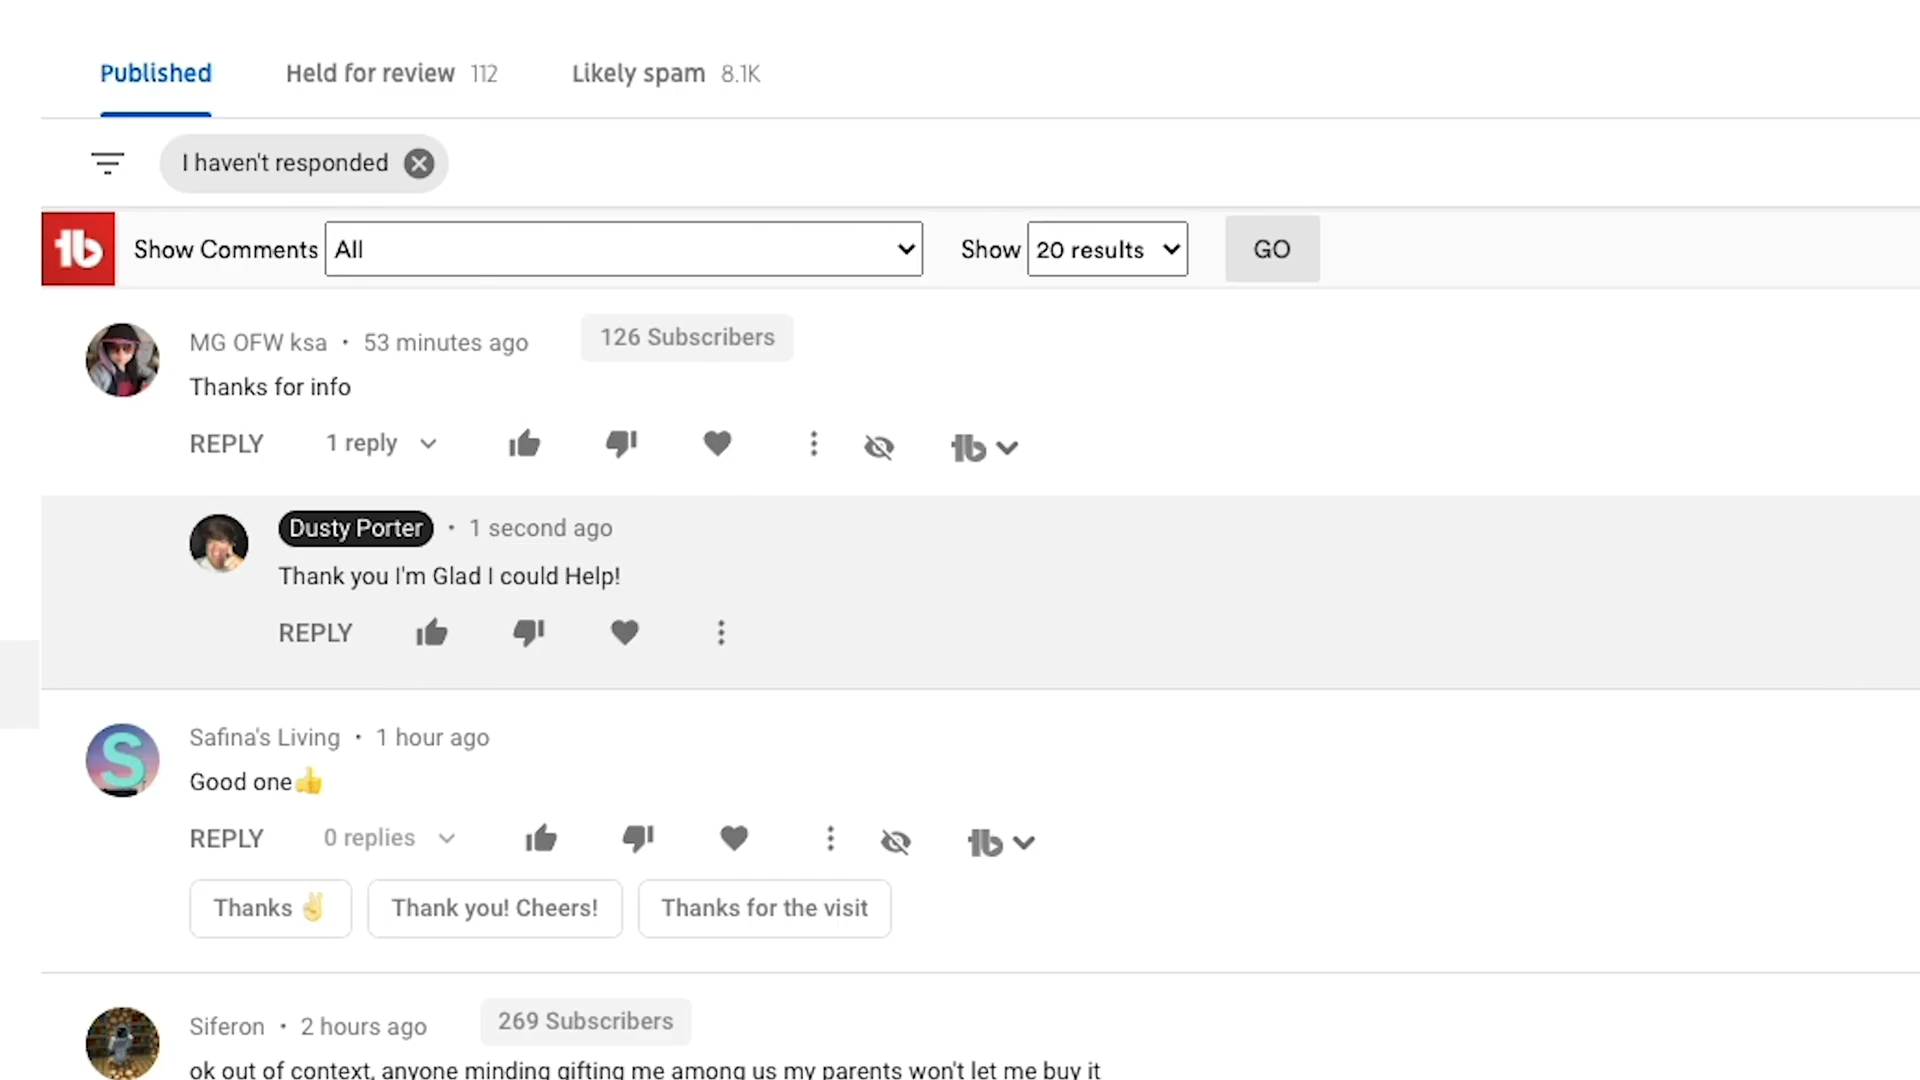 Published Held for review 112 Likely spam 8.1K
I haven't responded
tb Show Comments All Show 20 results GO
MG OFW ksa • 53 minutes ago 126 Subscribers
Thanks for info
REPLY 1 reply tb
Dusty Porter • 1 second ago
Thank you I'm Glad I could Help!
REPLY
S Safina's Living • 1 hour ago
Good one👍
REPLY 0 replies tb
Thanks ✌ Thank you! Cheers! Thanks for the visit
Siferon • 2 hours ago 269 Subscribers
ok out of context, anyone minding gifting me among us my parents won't let me buy it